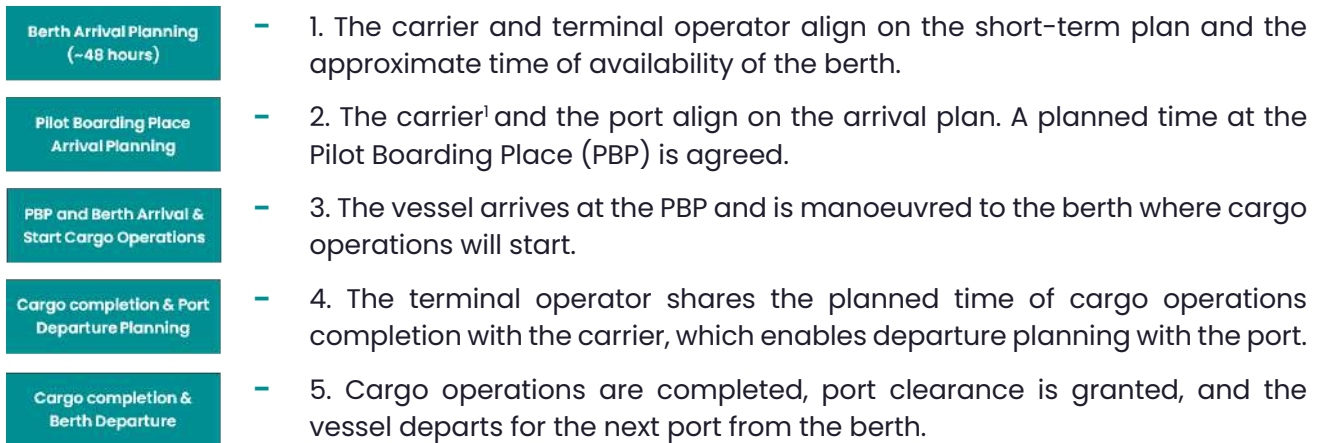 Berth Arrival Planning
(~48 hours)
– 1. The carrier and terminal operator align on the short-term plan and the
approximate time of availability of the berth.
Pilot Boarding Place
Arrival Planning
– 2. The carrier¹ and the port align on the arrival plan. A planned time at the
Pilot Boarding Place (PBP) is agreed.
PBP and Berth Arrival &
Start Cargo Operations
– 3. The vessel arrives at the PBP and is manoeuvred to the berth where cargo
operations will start.
Cargo completion & Port
Departure Planning
– 4. The terminal operator shares the planned time of cargo operations
completion with the carrier, which enables departure planning with the port.
Cargo completion &
Berth Departure
– 5. Cargo operations are completed, port clearance is granted, and the
vessel departs for the next port from the berth.